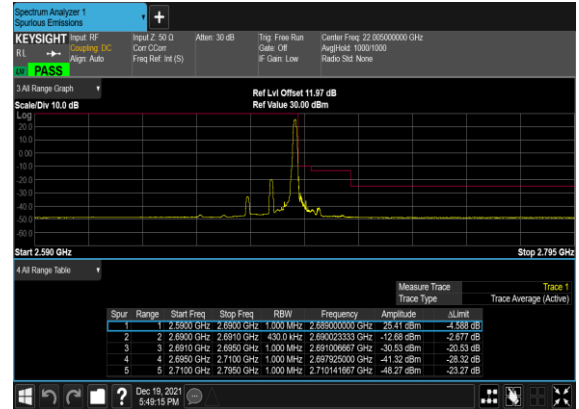 Spectrum Analyzer 1
Spurious Emissions
+
KEYSIGHT Input: RF Input Z: 50 Ω Atten: 30 dB Trig: Free Run Center Freq: 22.005000000 GHz
RL Coupling: DC Corr CCorr Gate: Off Avg|Hold: 1000/1000
Align: Auto Freq Ref: Int (S) IF Gain: Low Radio Std: None
PASS
3 All Range Graph
Ref Lvl Offset 11.97 dB
Scale/Div 10.0 dB Ref Value 30.00 dBm
Log
20.0
10.0
0.00
-10.0
-20.0
-30.0
-40.0
-50.0
-60.0
Start 2.590 GHz Stop 2.795 GHz
4 All Range Table
Measure Trace Trace 1
Trace Type Trace Average (Active)
Spur Range Start Freq Stop Freq RBW Frequency Amplitude ΔLimit
1 1 2.5900 GHz 2.6900 GHz 1.000 MHz 2.689000000 GHz 25.41 dBm -4.588 dB
2 2 2.6900 GHz 2.6910 GHz 430.0 kHz 2.690023333 GHz -12.68 dBm -2.677 dB
3 3 2.6910 GHz 2.6950 GHz 1.000 MHz 2.691006667 GHz -30.53 dBm -20.53 dB
4 4 2.6950 GHz 2.7100 GHz 1.000 MHz 2.697925000 GHz -41.32 dBm -28.32 dB
5 5 2.7100 GHz 2.7950 GHz 1.000 MHz 2.710141667 GHz -48.27 dBm -23.27 dB
? Dec 19, 2021
5:49:15 PM